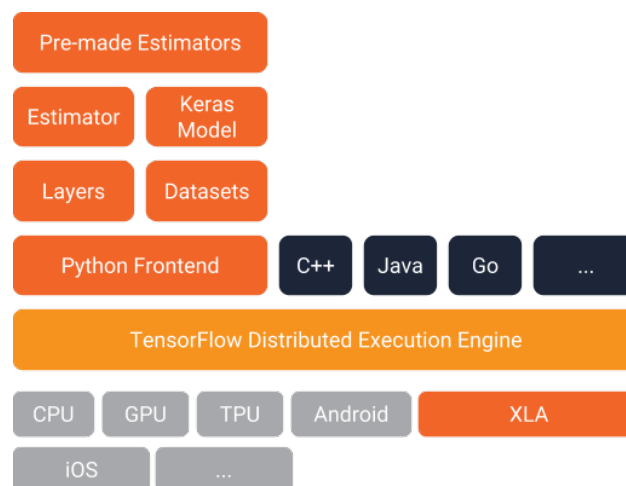 Pre-made Estimators
Estimator
Keras
Model
Layers
Datasets
Python Frontend
C++
Java
Go
...
TensorFlow Distributed Execution Engine
CPU
GPU
TPU
Android
XLA
iOS
...